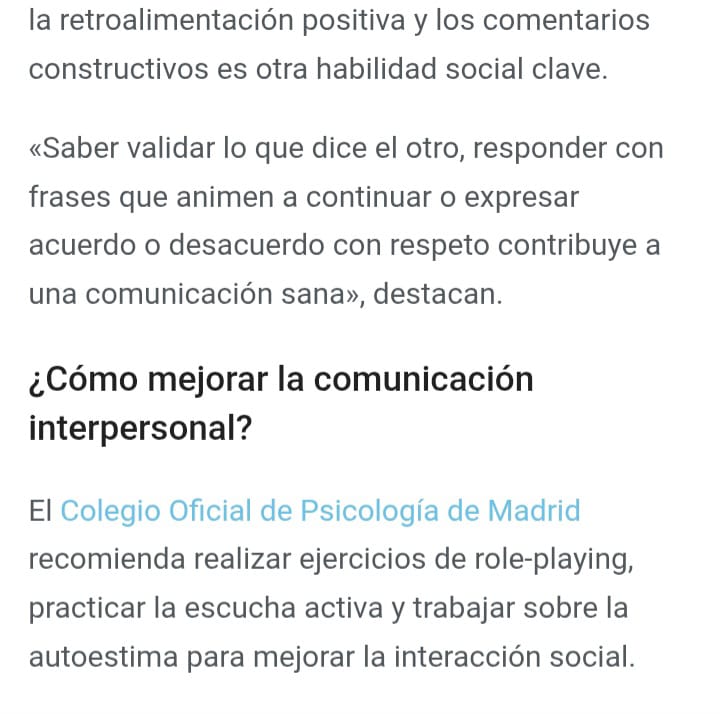 la retroalimentación positiva y los comentarios
constructivos es otra habilidad social clave.
«Saber validar lo que dice el otro, responder con
frases que animen a continuar o expresar
acuerdo o desacuerdo con respeto contribuye a
una comunicación sana», destacan.
¿Cómo mejorar la comunicación
interpersonal?
El Colegio Oficial de Psicología de Madrid
recomienda realizar ejercicios de role-playing,
practicar la escucha activa y trabajar sobre la
autoestima para mejorar la interacción social.